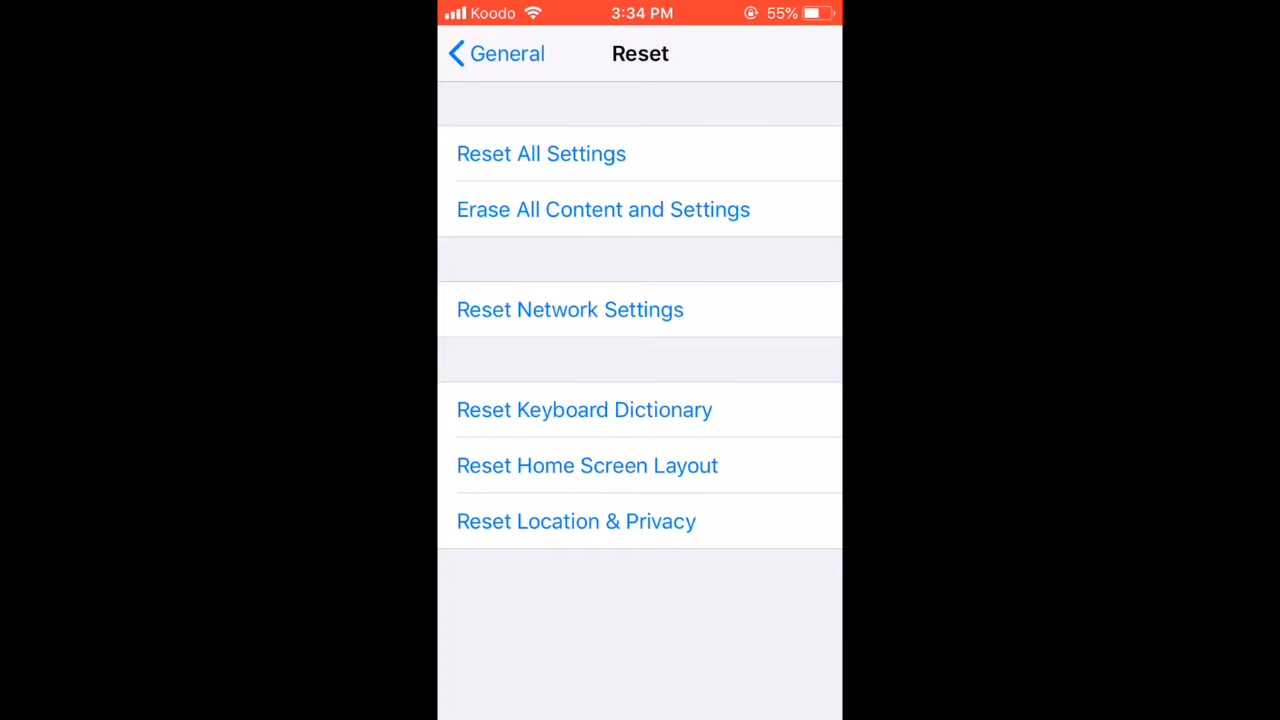 Koodo 3:34 PM 55%
General Reset
Reset All Settings
Erase All Content and Settings
Reset Network Settings
Reset Keyboard Dictionary
Reset Home Screen Layout
Reset Location & Privacy